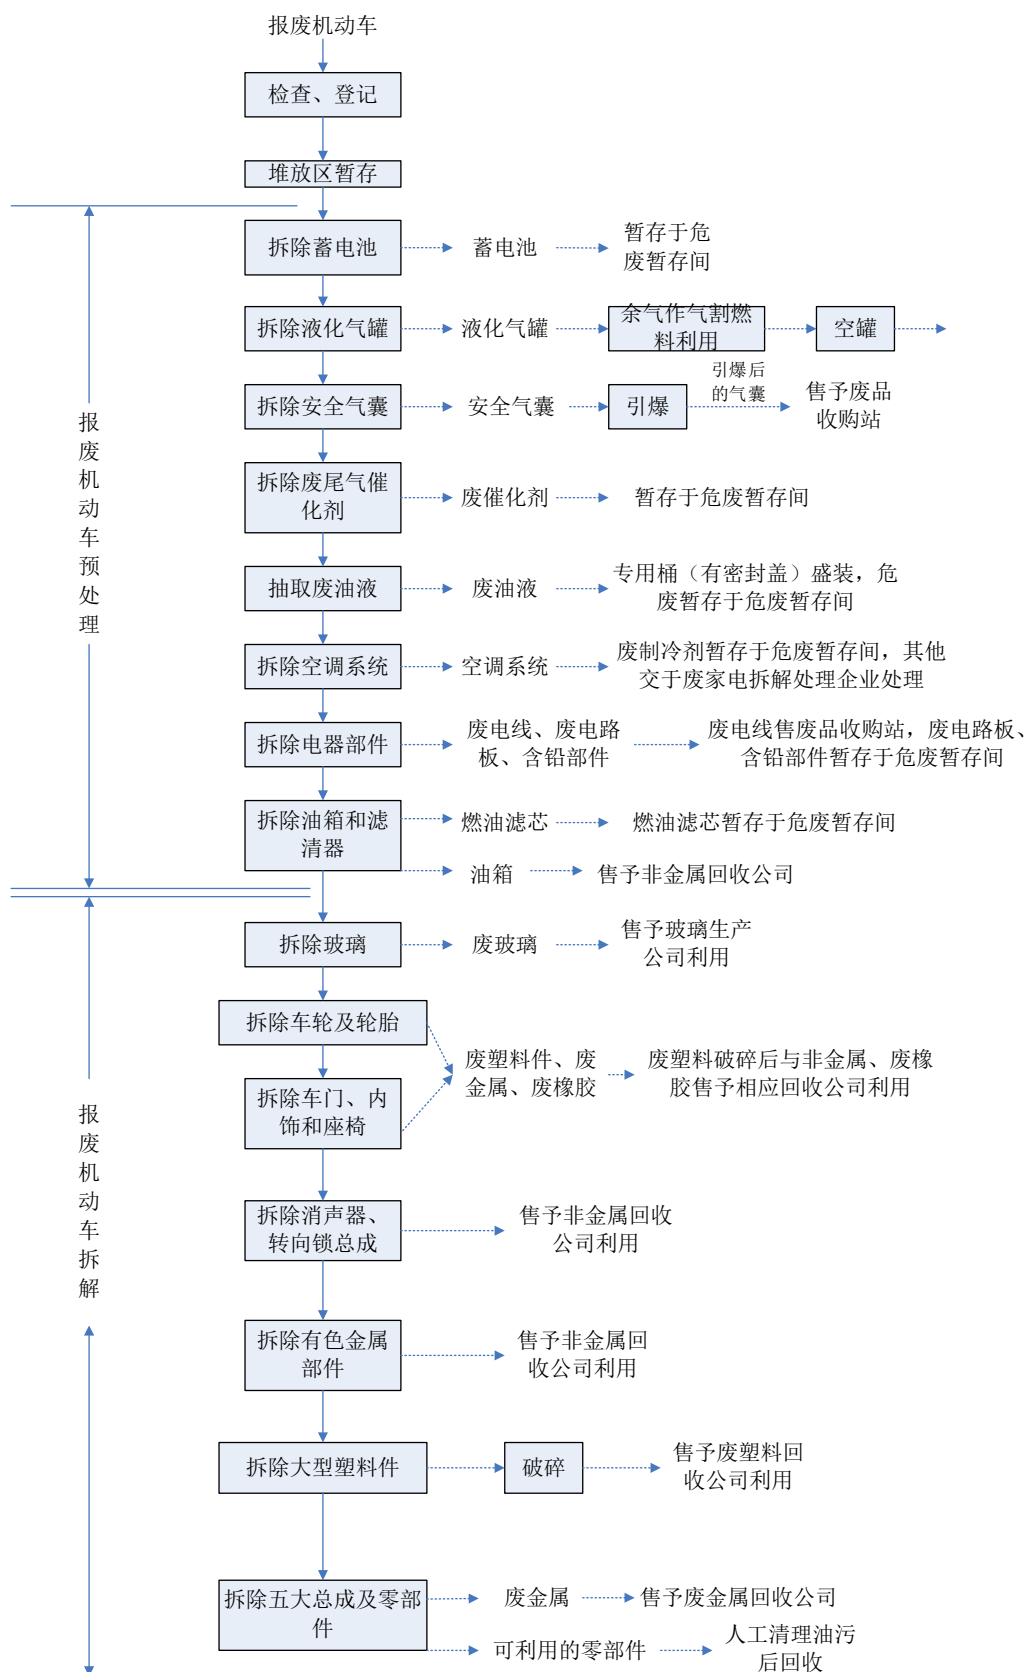 报废机动车
检查、登记
堆放区暂存
拆除蓄电池
蓄电池
暂存于危
废暂存间
拆除液化气罐
液化气罐
余气作气割燃
料利用
空罐
拆除安全气囊
安全气囊
引爆
引爆后
的气囊
售予废品
收购站
拆除废尾气催
化剂
废催化剂
暂存于危废暂存间
抽取废油液
废油液
专用桶（有密封盖）盛装，危
废暂存于危废暂存间
拆除空调系统
空调系统
废制冷剂暂存于危废暂存间，其他
交于废家电拆解处理企业处理
拆除电器部件
废电线、废电路
板、含铅部件
废电线售废品收购站，废电路板、
含铅部件暂存于危废暂存间
拆除油箱和滤
清器
燃油滤芯
燃油滤芯暂存于危废暂存间
油箱
售予非金属回收公司
报废机动车预处理
拆除玻璃
废玻璃
售予玻璃生产
公司利用
拆除车轮及轮胎
拆除车门、内
饰和座椅
废塑料件、废
金属、废橡胶
废塑料破碎后与非金属、废橡
胶售予相应回收公司利用
拆除消声器、
转向锁总成
售予非金属回收
公司利用
拆除有色金属
部件
售予非金属回
收公司利用
拆除大型塑料件
破碎
售予废塑料回
收公司利用
拆除五大总成及零部
件
废金属
售予废金属回收公司
可利用的零部件
人工清理油污
后回收
报废机动车拆解